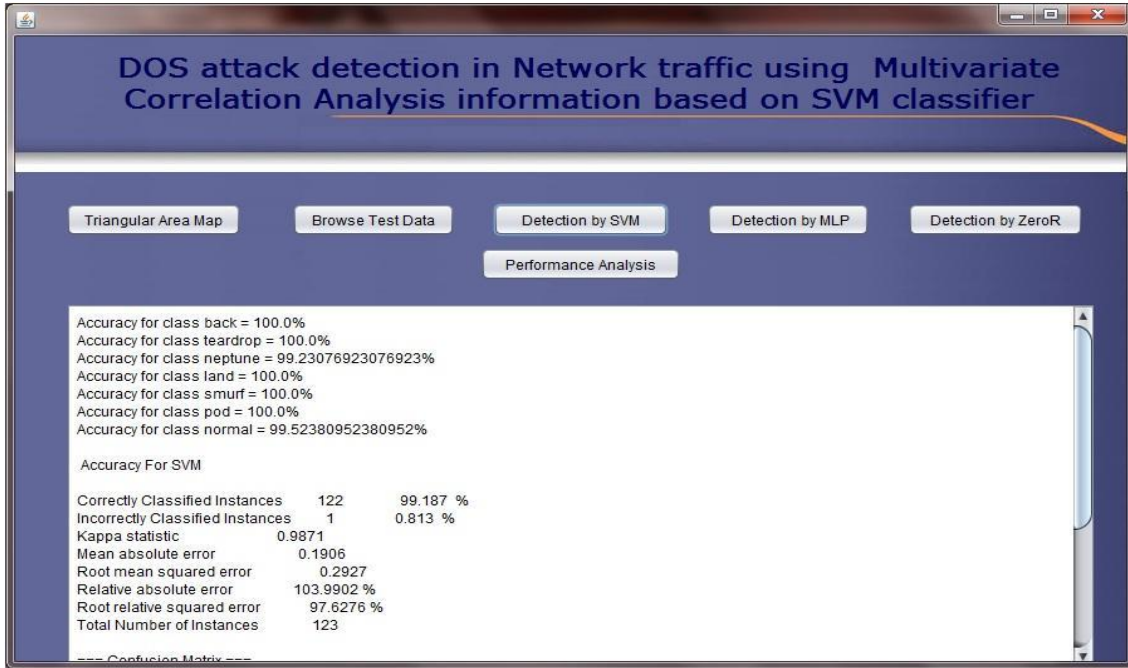 DOS attack detection in Network traffic using Multivariate
Correlation Analysis information based on SVM classifier
Triangular Area Map Browse Test Data Detection by SVM Detection by MLP Detection by ZeroR
Performance Analysis
Accuracy for class back = 100.0%
Accuracy for class teardrop = 100.0%
Accuracy for class neptune = 99.23076923076923%
Accuracy for class land = 100.0%
Accuracy for class smurf = 100.0%
Accuracy for class pod = 100.0%
Accuracy for class normal = 99.52380952380952%
Accuracy For SVM
Correctly Classified Instances 122 99.187 %
Incorrectly Classified Instances 1 0.813 %
Kappa statistic 0.9871
Mean absolute error 0.1906
Root mean squared error 0.2927
Relative absolute error 103.9902 %
Root relative squared error 97.6276 %
Total Number of Instances 123
=== Confusion Matrix ===